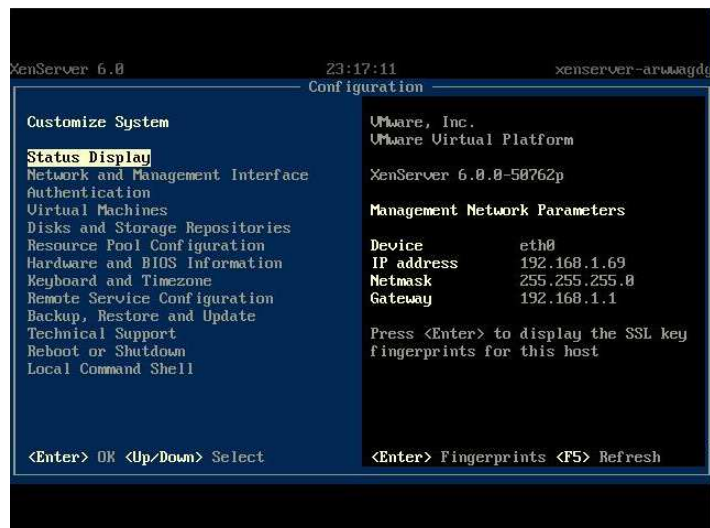 XenServer 6.0 23:17:11 xenserver-arwwagdg
Configuration
Customize System
Status Display
Network and Management Interface
Authentication
Virtual Machines
Disks and Storage Repositories
Resource Pool Configuration
Hardware and BIOS Information
Keyboard and Timezone
Remote Service Configuration
Backup, Restore and Update
Technical Support
Reboot or Shutdown
Local Command Shell
<Enter> OK <Up/Down> Select
VMware, Inc.
VMware Virtual Platform
XenServer 6.0.0-50762p
Management Network Parameters
Device eth0
IP address 192.168.1.69
Netmask 255.255.255.0
Gateway 192.168.1.1
Press <Enter> to display the SSL key
fingerprints for this host
<Enter> Fingerprints <F5> Refresh